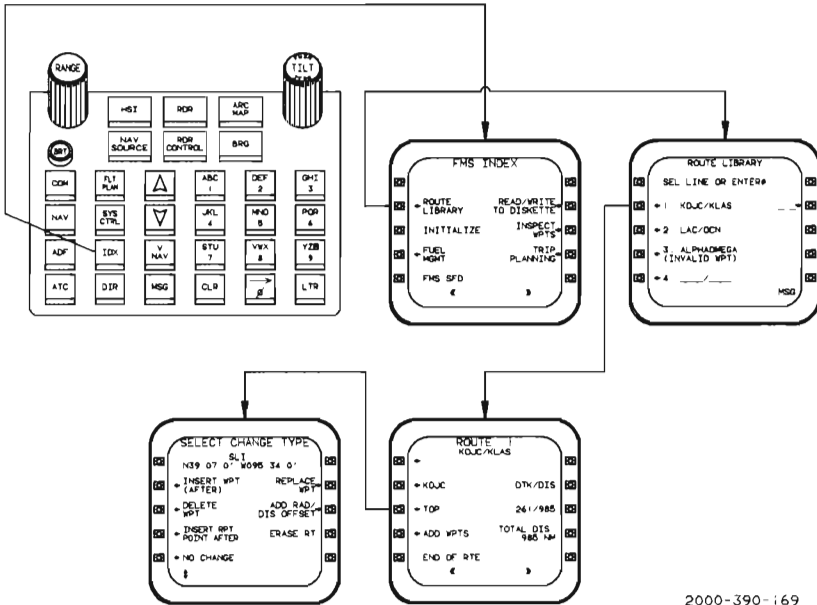 RANGE
TILT
HSI
RDR
ARC
MAP
NAV
SOURCE
RDR
CONTROL
BRG
BRT
COM
FLT
PLAN
ABC
1
DEF
2
GHI
3
NAV
SYS
CTRL
JKL
4
MNO
5
PQR
6
ADF
IDX
V
NAV
STU
7
VWX
8
YZ
9
ATC
DIR
MSG
CLR
0
LTR
FMS INDEX
ROUTE READ/WRITE
LIBRARY TO DISKETTE
INITIALIZE INSPECT
WPTS
FUEL TRIP
MGMT PLANNING
FMS SFD
ROUTE LIBRARY
SEL LINE OR ENTER#
1 KOJC/KLAS _ _
2 LAC/OCN
3. ALPHAOMEGA
(INVALID WPT)
4 ____/____
MSG
SELECT CHANGE TYPE
SLI
N39 07 0' W095 34 0'
INSERT WPT REPLACE
(AFTER) WPT
DELETE ADD RAD/
WPT DIS OFFSET
INSERT RPT ERASE RT
POINT AFTER
NO CHANGE
ROUTE 1
KOJC/KLAS
KOJC DTK/DIS
TOP 261/985
ADD WPTS TOTAL DIS
985 NM
END OF RTE
2000-390-169